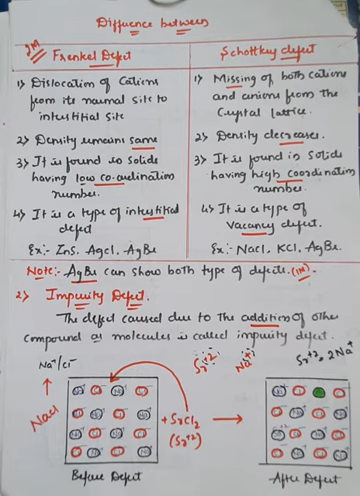 Difference between
2M Frenkel Defect
1) Dislocation of Cations
from its normal site to
interstitial site
2) Density remains same
3) It is found in Solids
having low co-ordination
number.
4) It is a type of interstitial
defect
Ex:- ZnS, AgCl, AgBr
Schottkey defect
1) Missing of both cations
and anions from the
Crystal lattice.
2) Density decreases.
3) It is found in Solids
having high Coordination
number.
4) It is a type of
Vacancy defect.
Ex:- NaCl, KCl, AgBr.
Note:- AgBr can show both type of defects. (1M)
2) Impurity Defect.
The defect caused due to the addition of other
compound or molecules is called impurity defect.
Na+/Cl-
NaCl
Sr+2
Na+
Sr+2 = 2Na+
+ SrCl2
(Sr+2)
Before Defect
After Defect